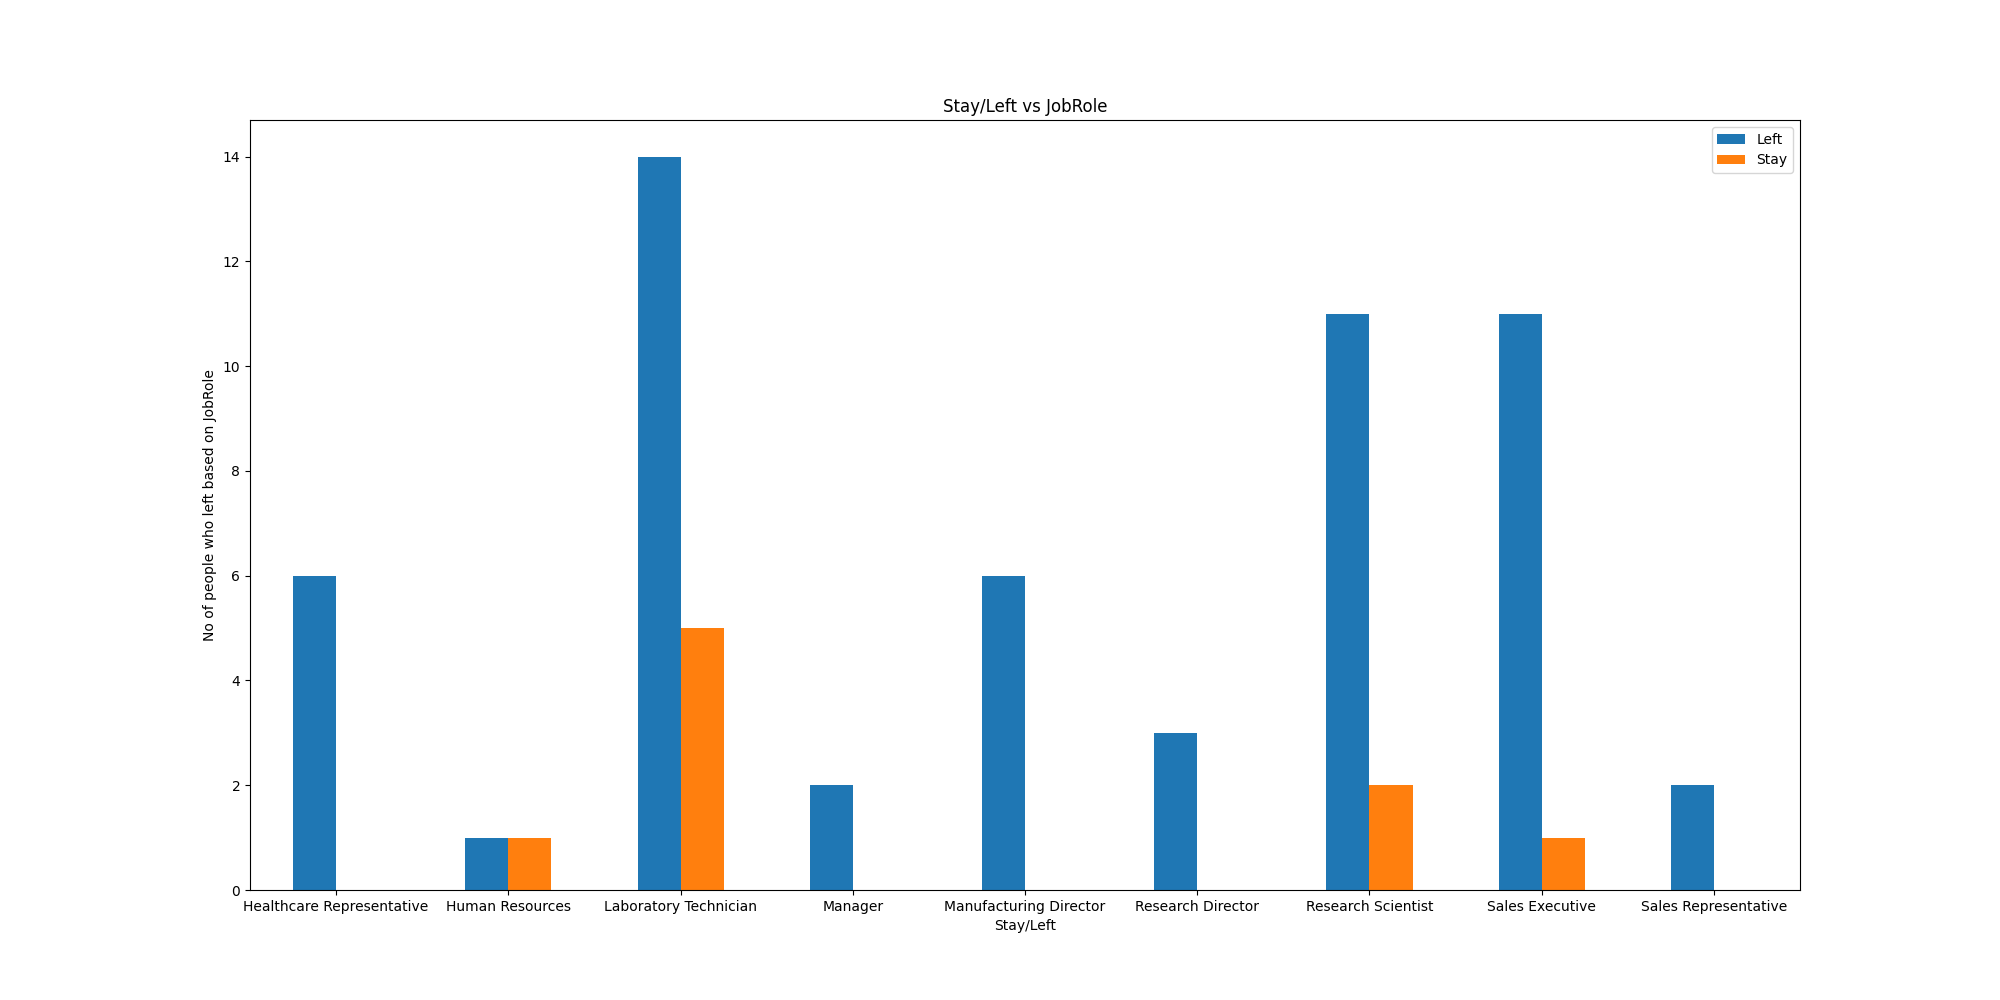 Stay/Left vs JobRole
Left
Stay
No of people who left based on JobRole
14
12
10
8
6
4
2
0
Healthcare Representative Human Resources Laboratory Technician Manager Manufacturing Director Research Director Research Scientist Sales Executive Sales Representative
Stay/Left